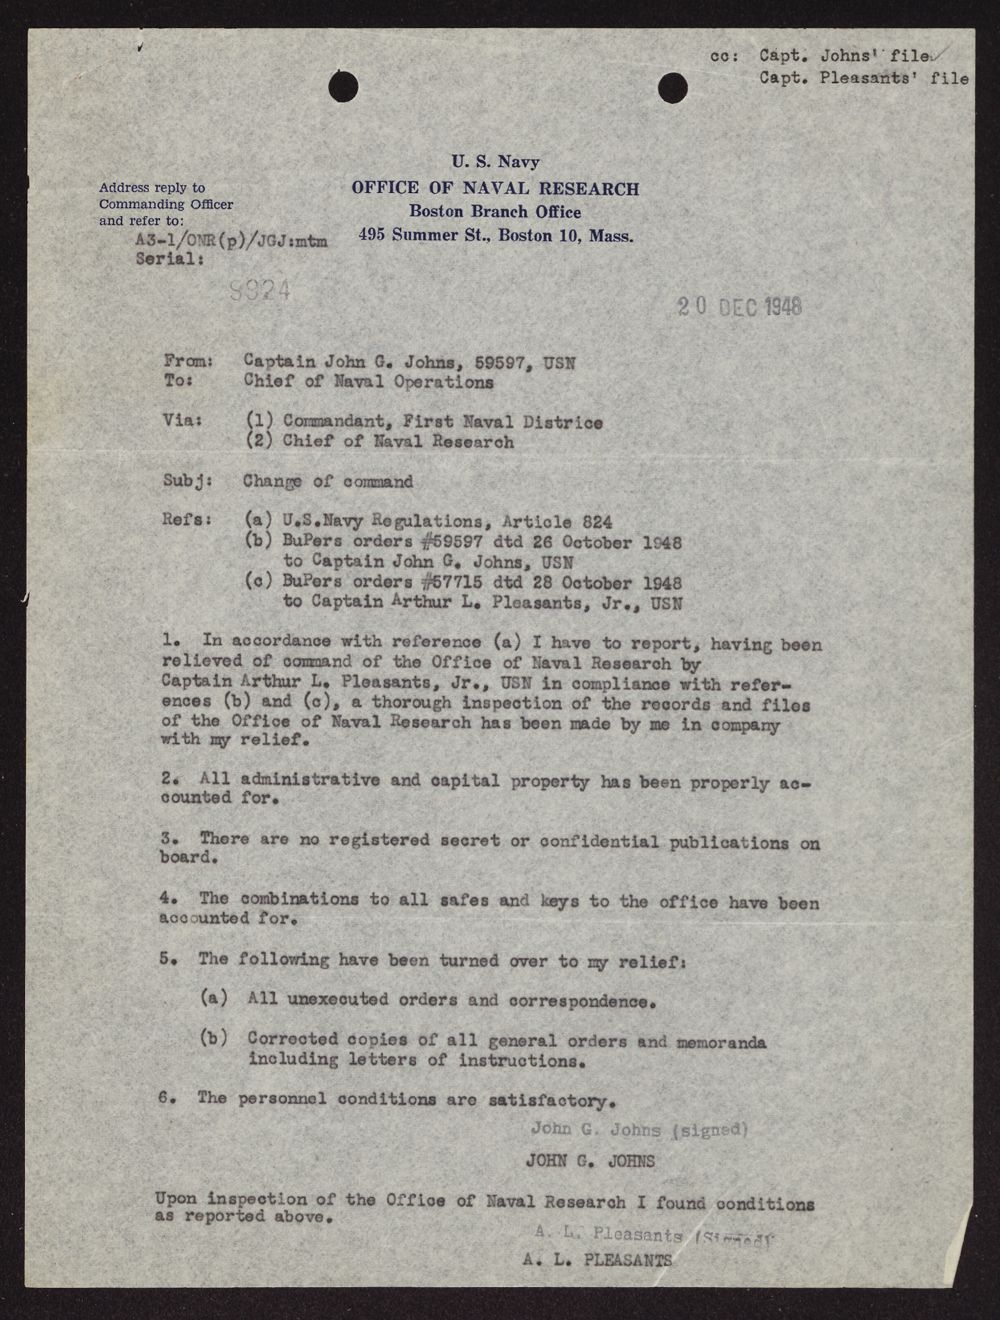 cc: Capt. Johns' file
Capt. Pleasants' file
U. S. Navy
OFFICE OF NAVAL RESEARCH
Boston Branch Office
495 Summer St., Boston 10, Mass.
Address reply to
Commanding Officer
and refer to:
A3-1/ONR(p)/JGJ:mtm
Serial:
8924
20 DEC 1948
From: Captain John G. Johns, 59597, USN
To: Chief of Naval Operations
Via: (1) Commandant, First Naval Districe
(2) Chief of Naval Research
Subj: Change of command
Refs: (a) U.S.Navy Regulations, Article 824
(b) BuPers orders #59597 dtd 26 October 1948
to Captain John G. Johns, USN
(c) BuPers orders #57715 dtd 28 October 1948
to Captain Arthur L. Pleasants, Jr., USN
1. In accordance with reference (a) I have to report, having been
relieved of command of the Office of Naval Research by
Captain Arthur L. Pleasants, Jr., USN in compliance with refer-
ences (b) and (c), a thorough inspection of the records and files
of the Office of Naval Research has been made by me in company
with my relief.
2. All administrative and capital property has been properly ac-
counted for.
3. There are no registered secret or confidential publications on
board.
4. The combinations to all safes and keys to the office have been
accounted for.
5. The following have been turned over to my relief:
(a) All unexecuted orders and correspondence.
(b) Corrected copies of all general orders and memoranda
including letters of instructions.
6. The personnel conditions are satisfactory.
John G. Johns (signed)
JOHN G. JOHNS
Upon inspection of the Office of Naval Research I found conditions
as reported above.
A. L. Pleasants (Signed)
A. L. PLEASANTS